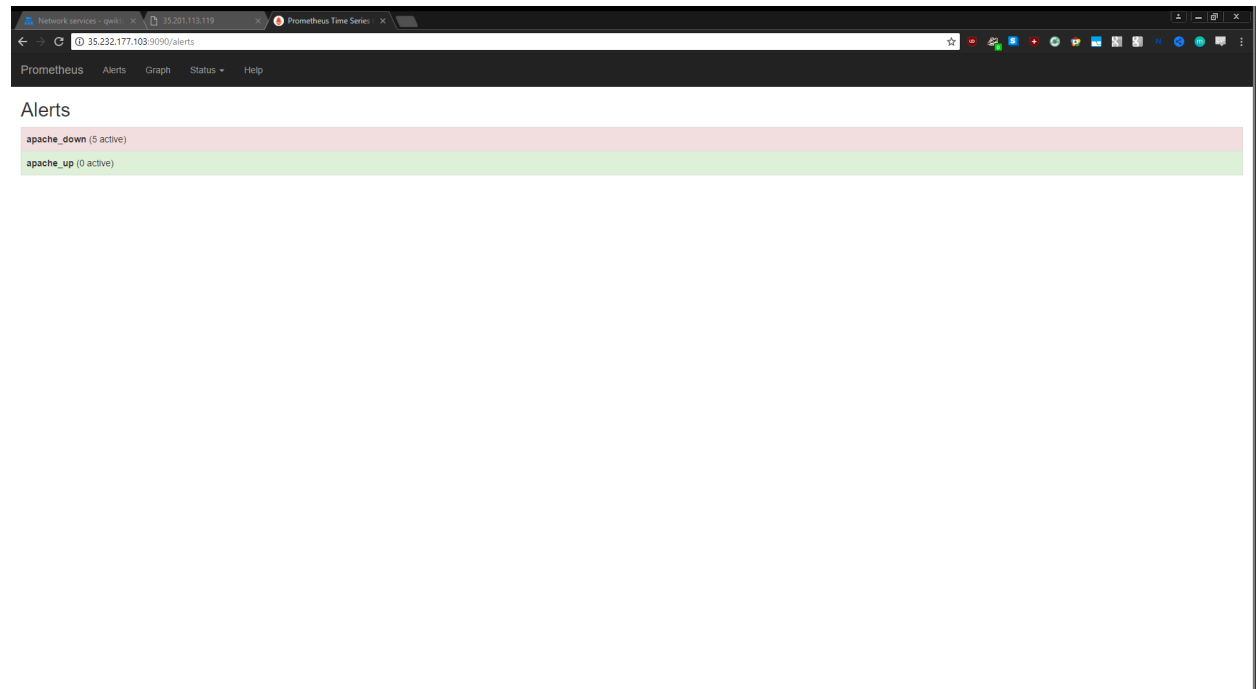 Network services - qwikl
35.201.113.119
Prometheus Time Series
35.232.177.103:9090/alerts
Prometheus Alerts Graph Status Help
Alerts
apache_down (5 active)
apache_up (0 active)